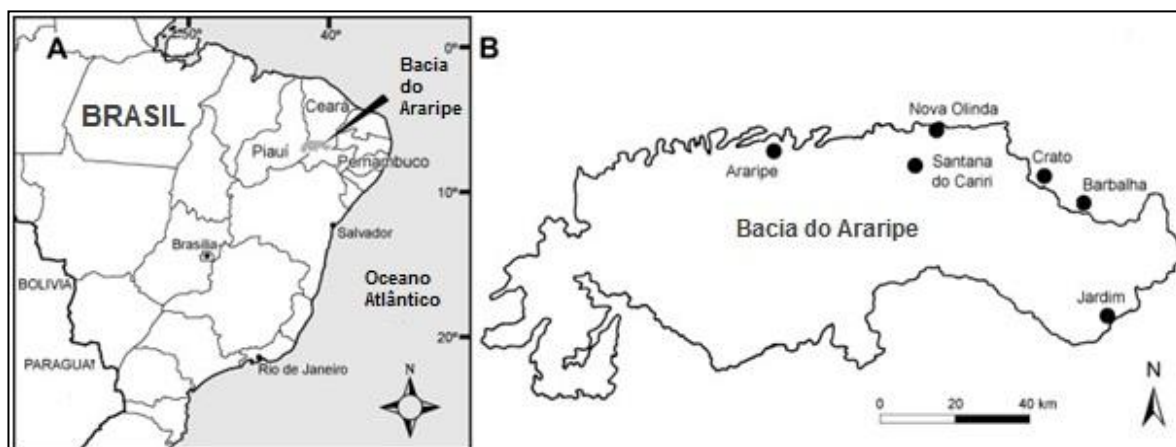 A
50
40
0°
Bacia
do
Araripe
Ceará
BRASIL
Piauí
Pernambuco
10°
Salvador
Brasília
BOLIVIA
Oceano
Atlântico
20°
PARAGUAI
Rio de Janeiro
N
B
Nova Olinda
Araripe
Santana
do Cariri
Crato
Barbalha
Bacia do Araripe
Jardim
N
0 20 40 km